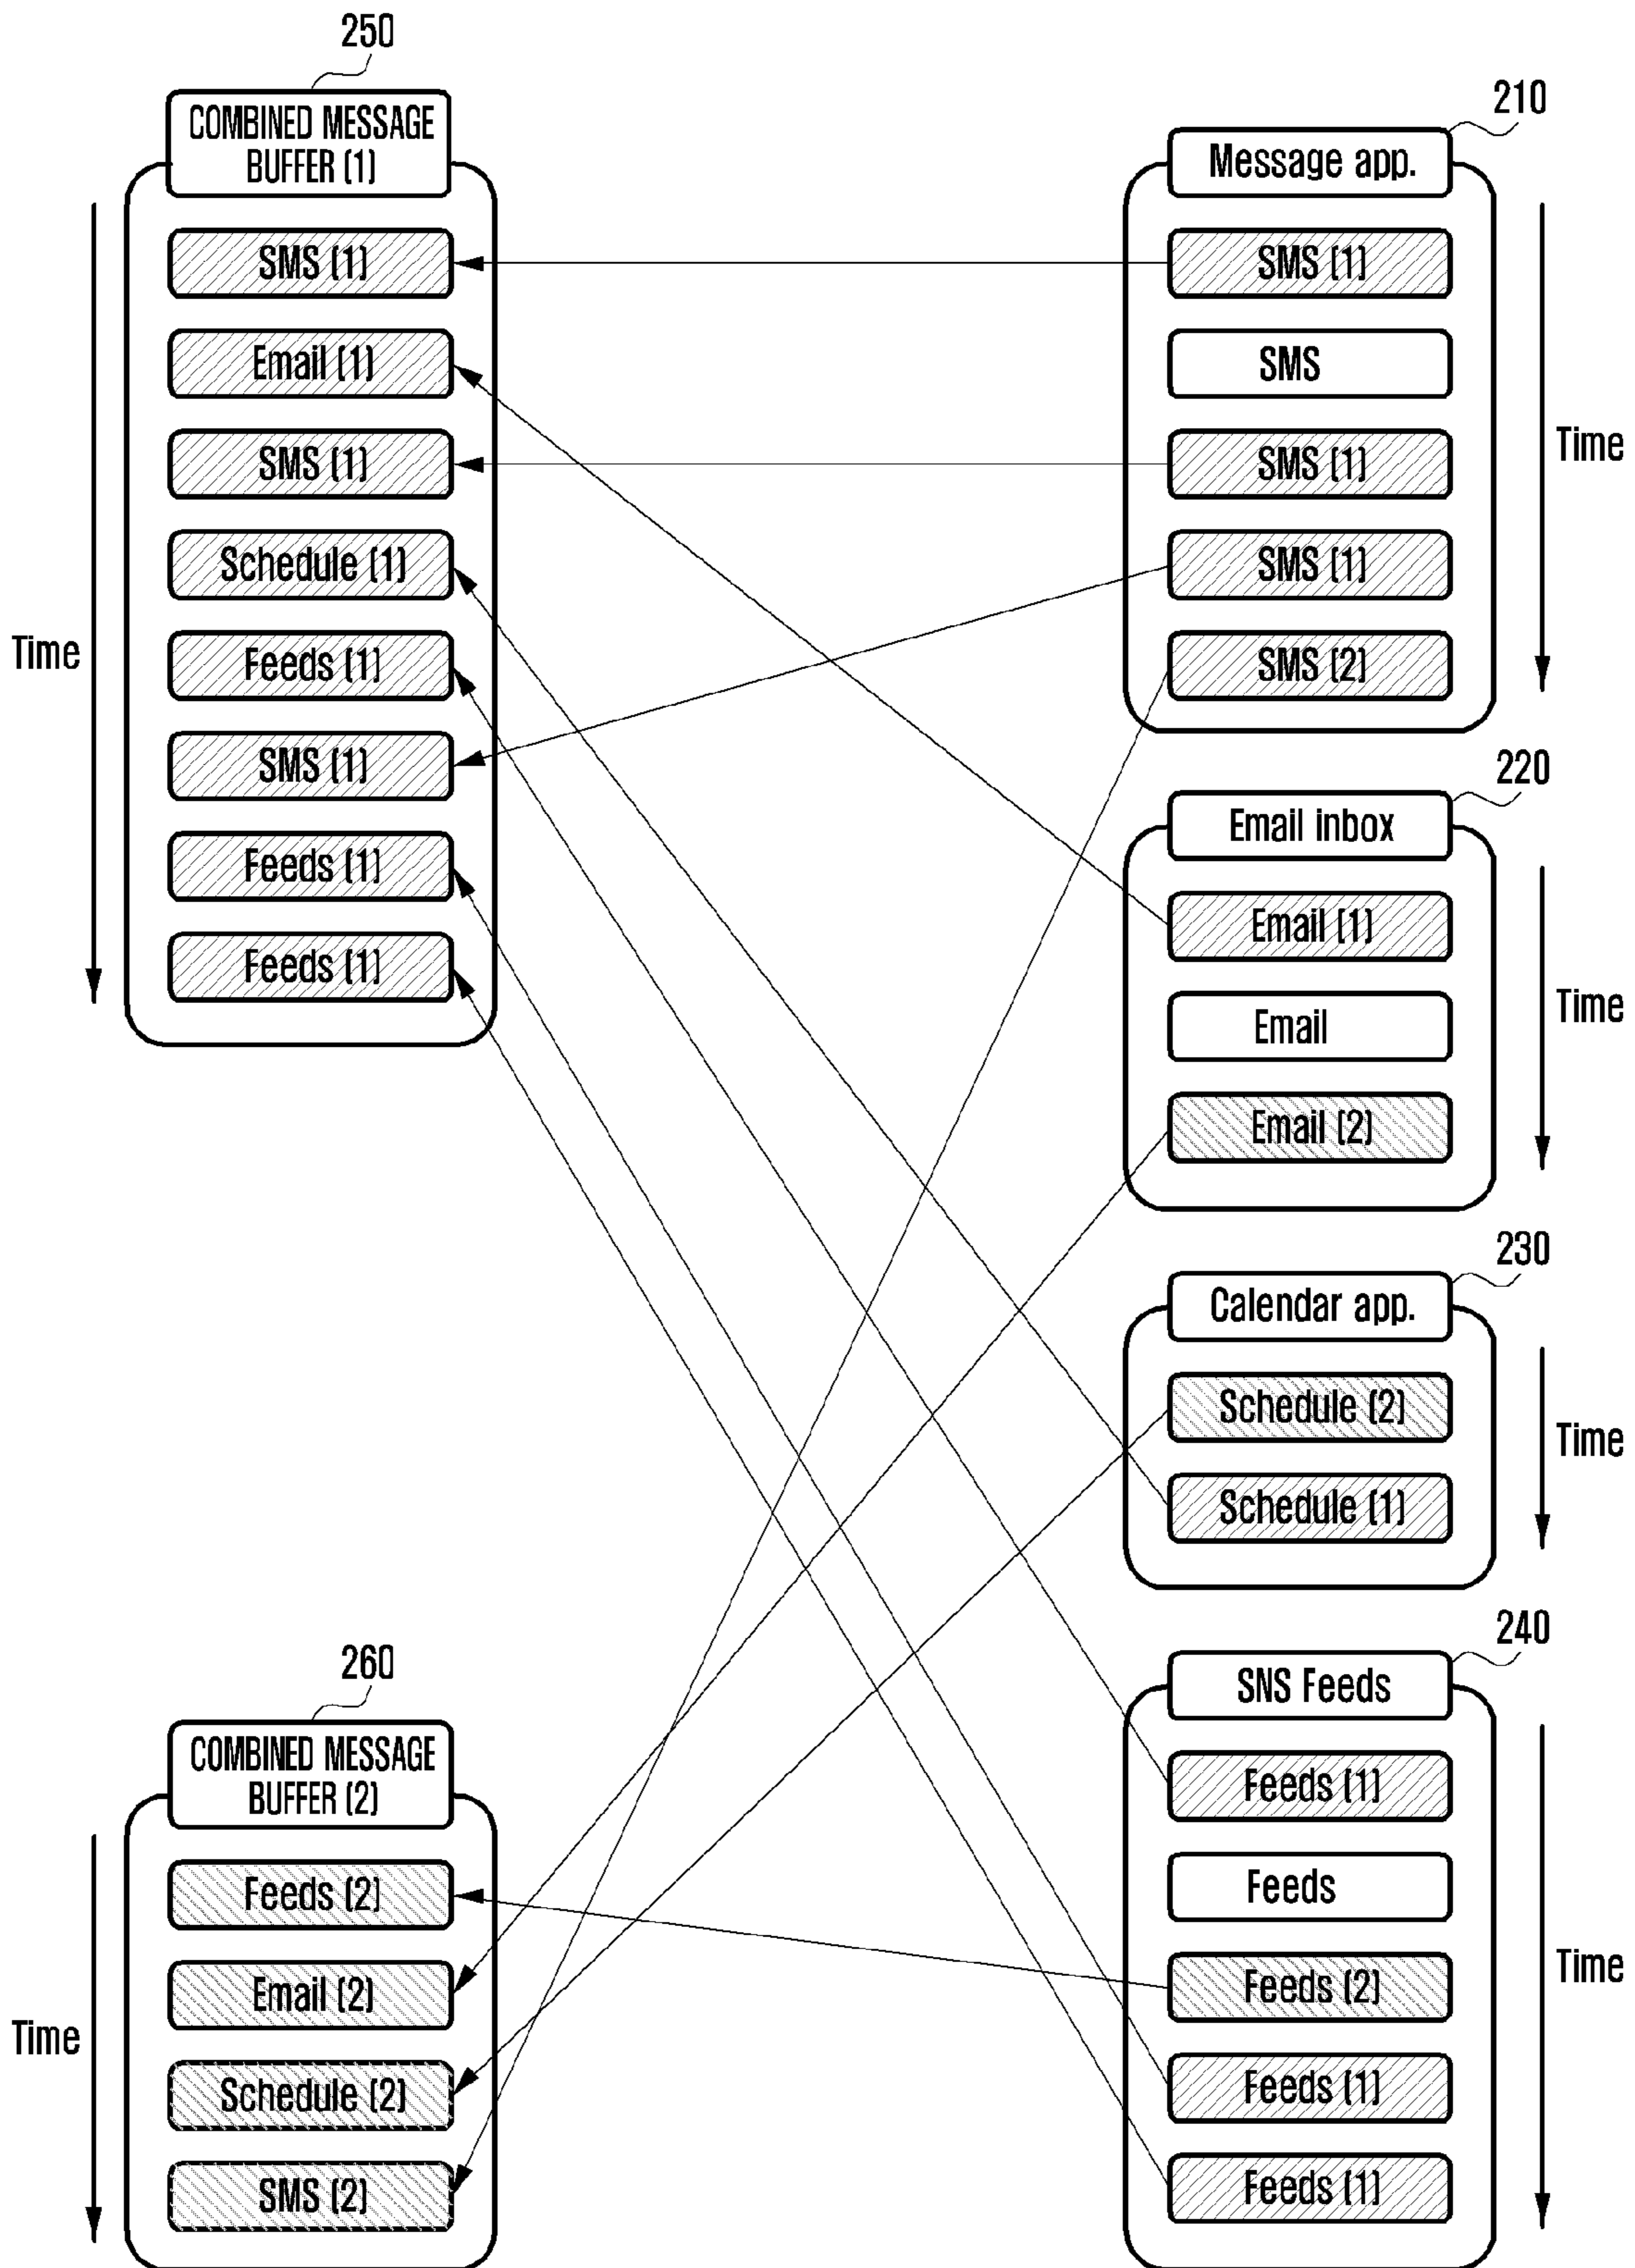 250
COMBINED MESSAGE
BUFFER (1)
SMS (1)
Email (1)
SMS (1)
Schedule (1)
Feeds (1)
SMS (1)
Feeds (1)
Feeds (1)
Time
260
COMBINED MESSAGE
BUFFER (2)
Feeds (2)
Email (2)
Schedule (2)
SMS (2)
Time
210
Message app.
SMS (1)
SMS
SMS (1)
SMS (1)
SMS (2)
Time
220
Email inbox
Email (1)
Email
Email (2)
Time
230
Calendar app.
Schedule (2)
Schedule (1)
Time
240
SNS Feeds
Feeds (1)
Feeds
Feeds (2)
Feeds (1)
Feeds (1)
Time